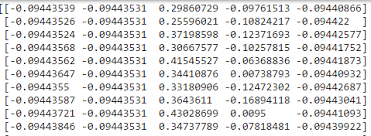 [[-0.09443539 -0.09443531 0.29860729 -0.09761513 -0.09440866]
[-0.09443526 -0.09443531 0.25596021 -0.10824217 -0.094422 ]
[-0.09443524 -0.09443531 0.37198598 -0.12371693 -0.09442577]
[-0.09443568 -0.09443531 0.30667577 -0.10257815 -0.09441752]
[-0.09443562 -0.09443531 0.41545527 -0.06368836 -0.09441873]
[-0.09443647 -0.09443531 0.34410876 0.00738793 -0.09440932]
[-0.0944355 -0.09443531 0.33180906 -0.12472302 -0.09442687]
[-0.09443587 -0.09443531 0.3643611 -0.16894118 -0.09443041]
[-0.09443721 -0.09443531 0.43028699 0.0095 -0.09441093]
[-0.09443846 -0.09443531 0.34737789 -0.07818481 -0.09439922]